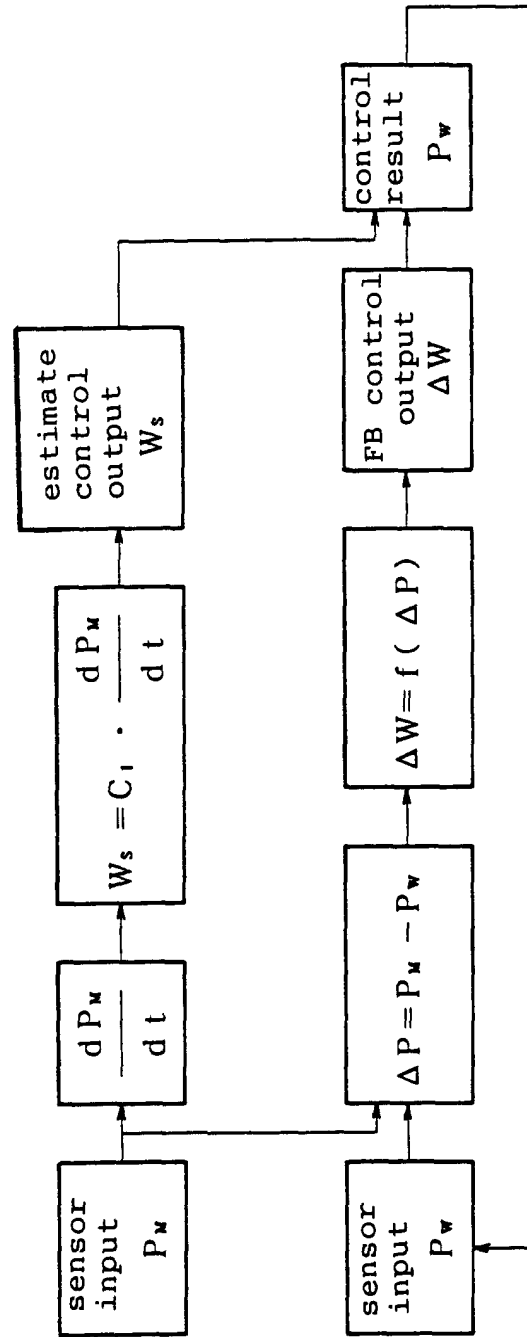 sensor
input
P_M
dP_M
dt
W_S = C_1 · dP_M
dt
estimate
control
output
W_S
sensor
input
P_W
ΔP = P_M − P_W
ΔW = f( ΔP)
FB control
output
ΔW
control
result
P_W